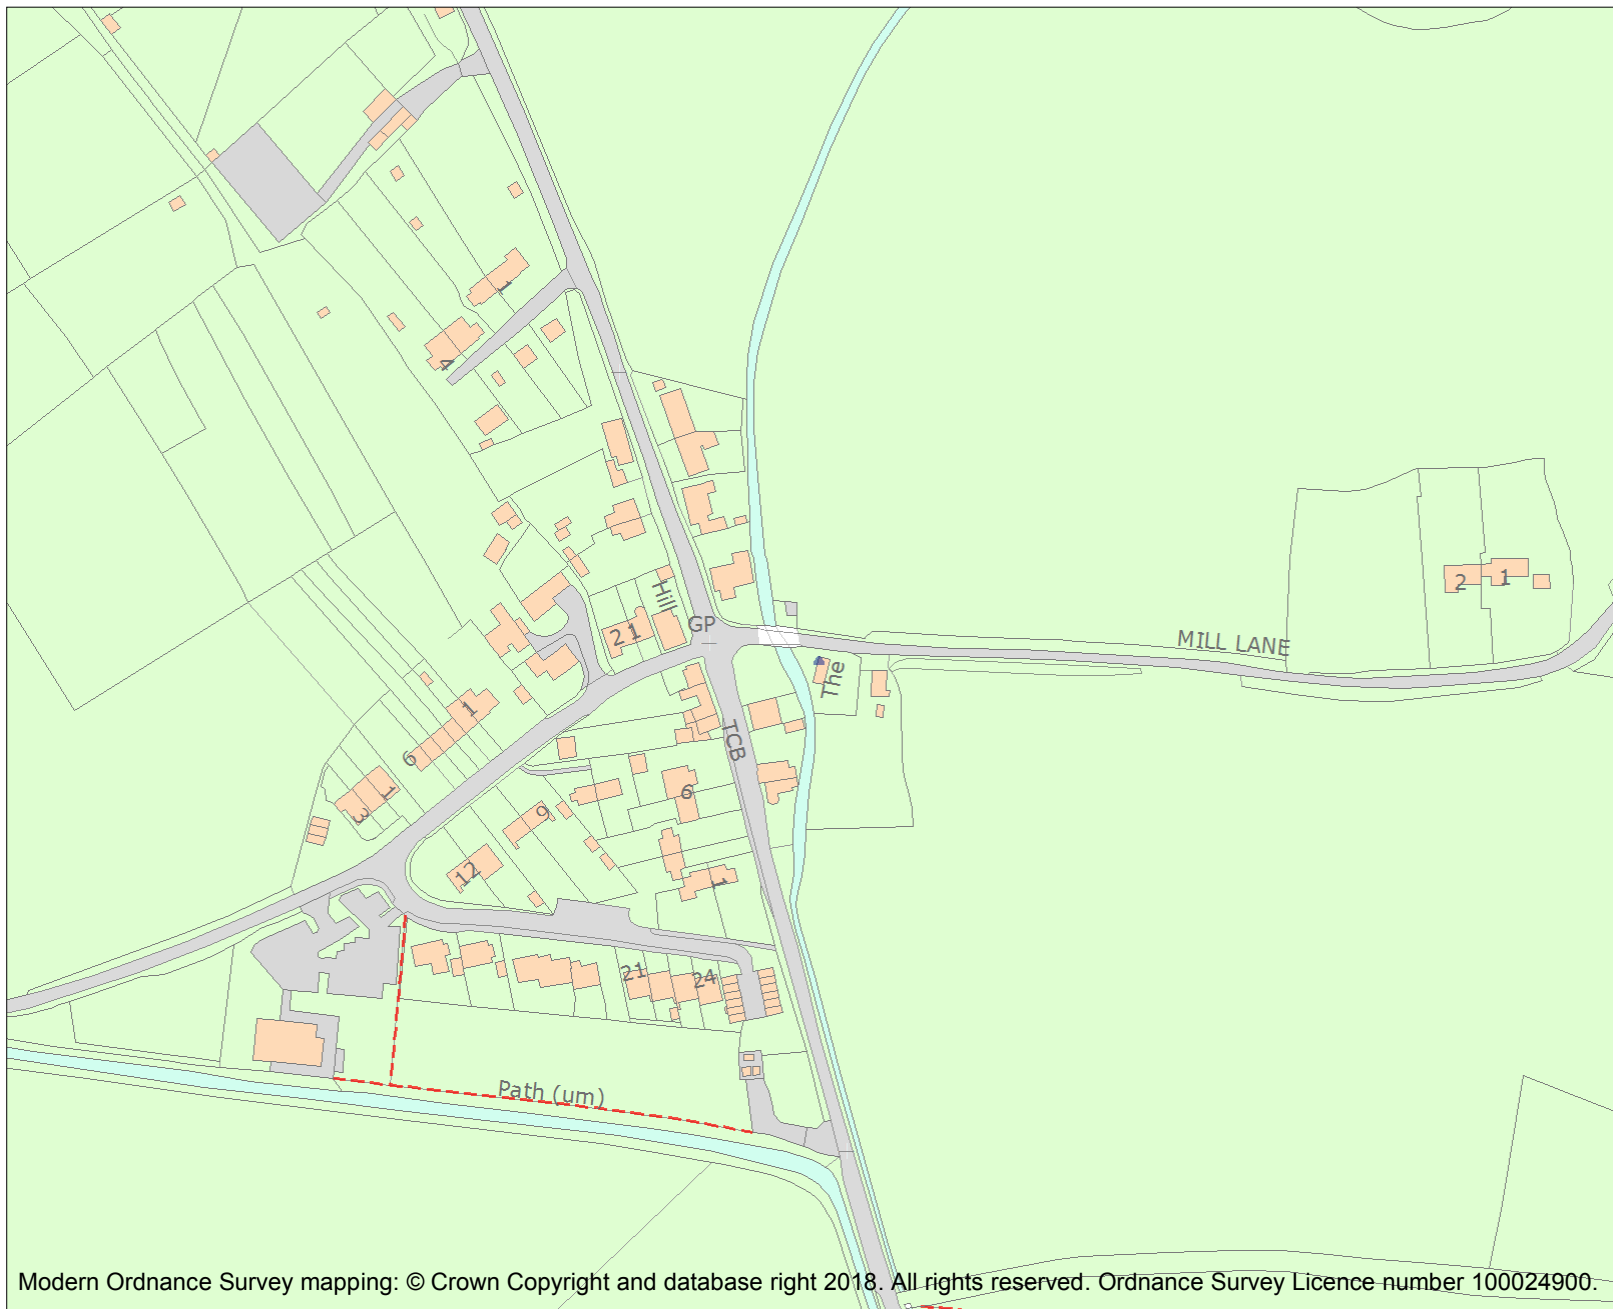 1
4
Hill
GP
2 1
MILL LANE
2
1
The
1
TCB
6
6
1
3
9
12
1
21
24
Path (um)
Modern Ordnance Survey mapping: © Crown Copyright and database right 2018. All rights reserved. Ordnance Survey Licence number 100024900.